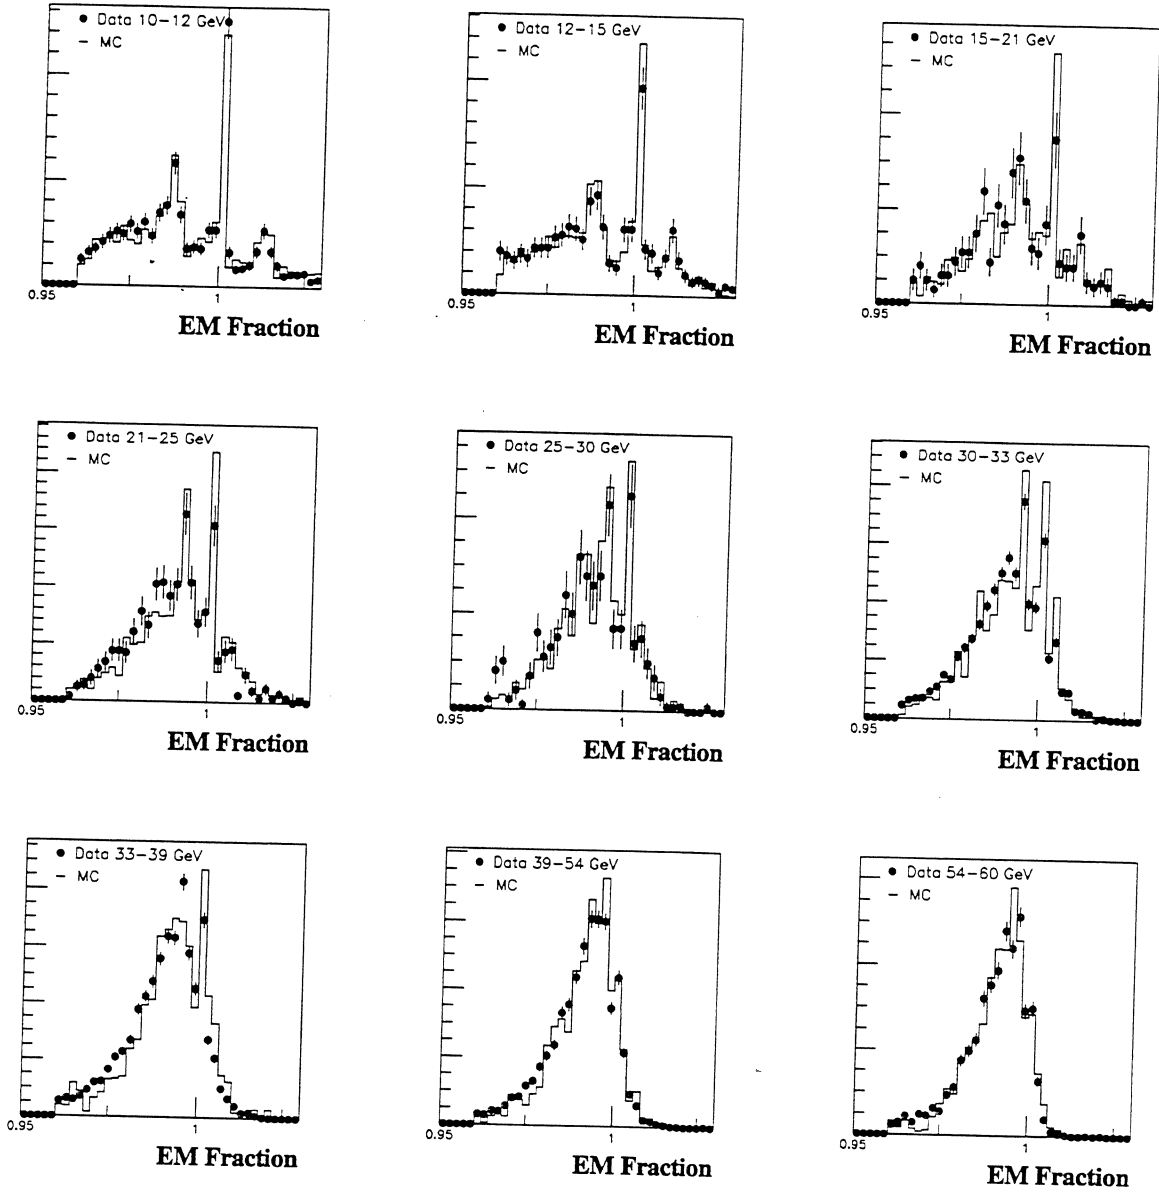 Data 10-12 GeV
MC
0.95
1
EM Fraction
Data 12-15 GeV
MC
0.95
1
EM Fraction
Data 15-21 GeV
MC
0.95
1
EM Fraction
Data 21-25 GeV
MC
0.95
1
EM Fraction
Data 25-30 GeV
MC
0.95
1
EM Fraction
Data 30-33 GeV
MC
0.95
1
EM Fraction
Data 33-39 GeV
MC
0.95
1
EM Fraction
Data 39-54 GeV
MC
0.95
1
EM Fraction
Data 54-60 GeV
MC
0.95
1
EM Fraction